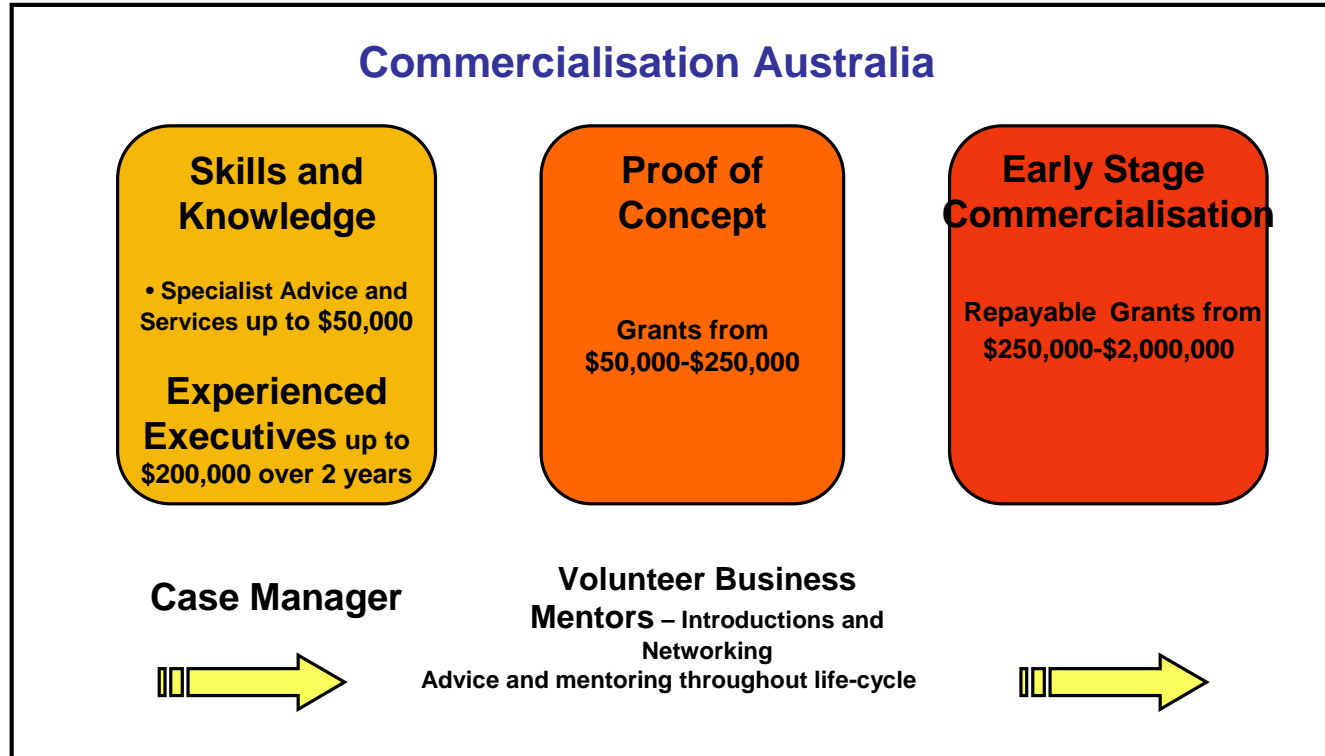 Commercialisation Australia
Skills and
Knowledge
• Specialist Advice and
Services up to $50,000
Experienced
Executives up to
$200,000 over 2 years
Proof of
Concept
Grants from
$50,000-$250,000
Early Stage
Commercialisation
Repayable Grants from
$250,000-$2,000,000
Case Manager
Volunteer Business
Mentors – Introductions and
Networking
Advice and mentoring throughout life-cycle